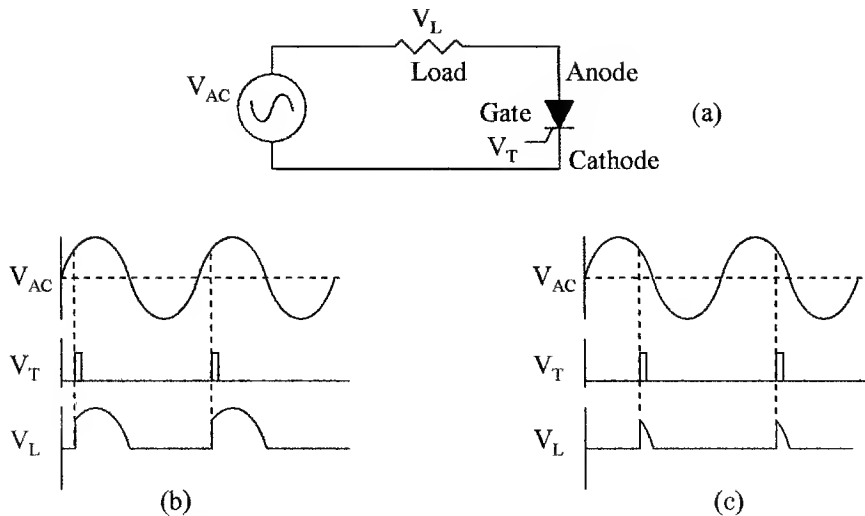 V_L
Load
Anode
V_AC
Gate
(a)
V_T
Cathode
V_AC
V_T
V_L
(b)
V_AC
V_T
V_L
(c)